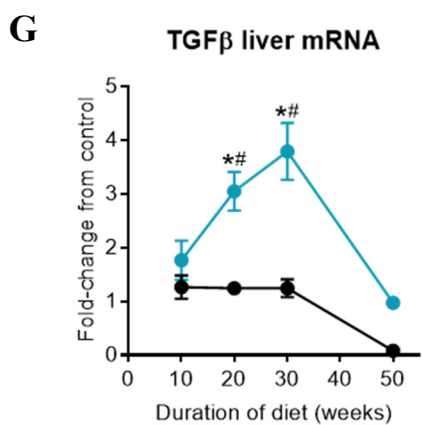 G
TGFβ liver mRNA
Fold-change from control
5
4
3
2
1
0
*#
*#
0 10 20 30 40 50
Duration of diet (weeks)